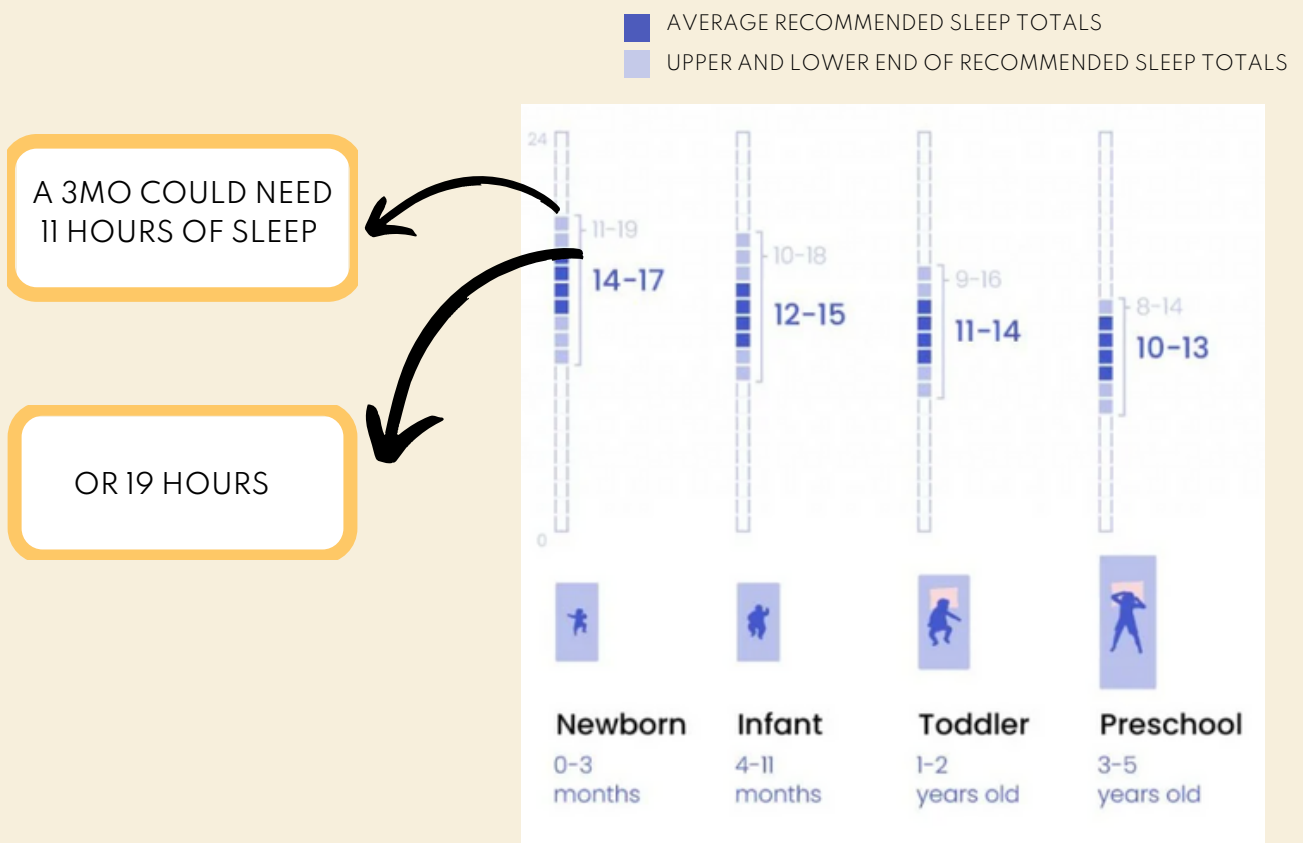 AVERAGE RECOMMENDED SLEEP TOTALS
UPPER AND LOWER END OF RECOMMENDED SLEEP TOTALS
A 3MO COULD NEED
11 HOURS OF SLEEP
OR 19 HOURS
24
0
11-19
14-17
10-18
12-15
9-16
11-14
8-14
10-13
Newborn
0-3
months
Infant
4-11
months
Toddler
1-2
years old
Preschool
3-5
years old